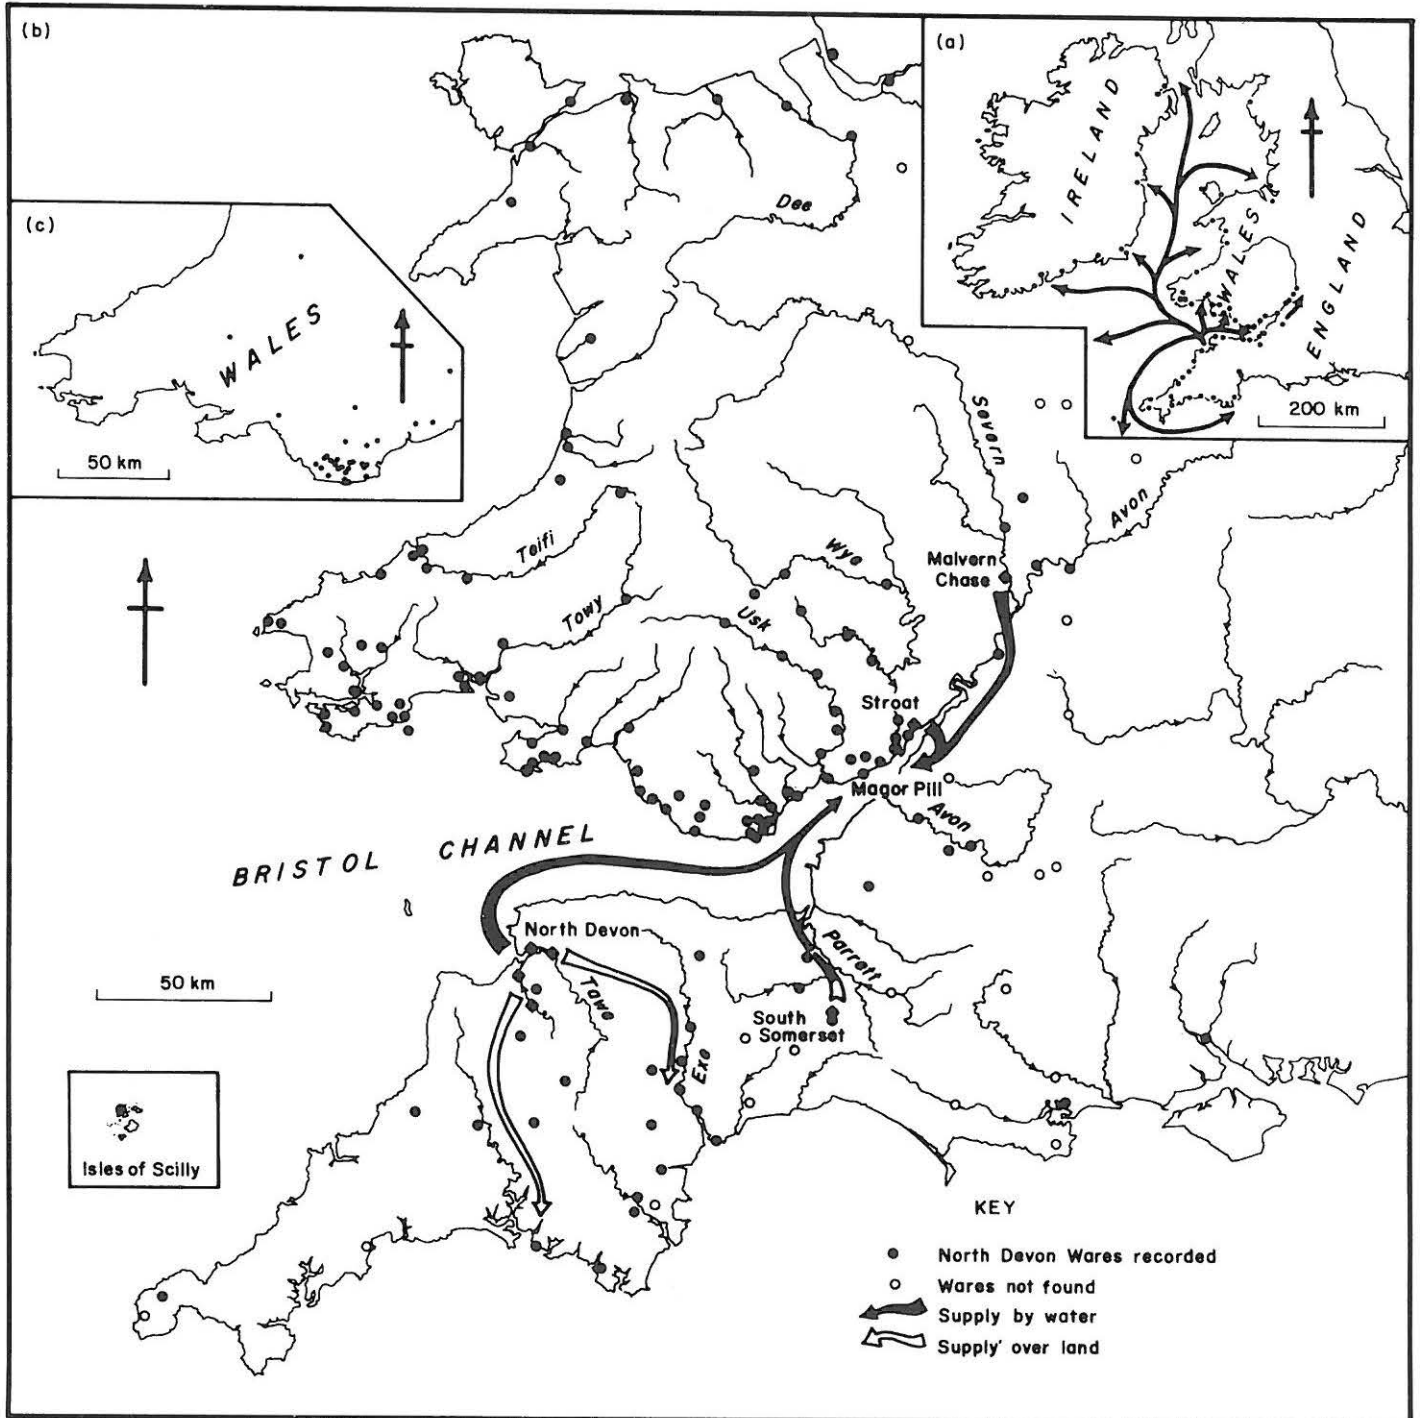 (b)
(a)
IRELAND
WALES
ENGLAND
200 km
(c)
WALES
50 km
Dee
Severn
Avon
Malvern
Chase
Wye
Usk
Teifi
Towy
Stroat
Magor Pill
Avon
BRISTOL CHANNEL
North Devon
Parrett
Tawe
South
Somerset
Exe
50 km
Isles of Scilly
KEY
North Devon Wares recorded
Wares not found
Supply by water
Supply' over land